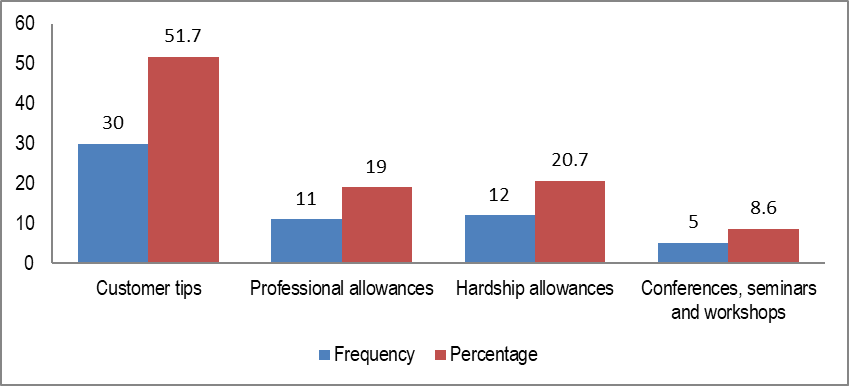 60
50
40
30
20
10
0
30
51.7
11
19
12
20.7
5
8.6
Customer tips
Professional allowances
Hardship allowances
Conferences, seminars
and workshops
Frequency
Percentage